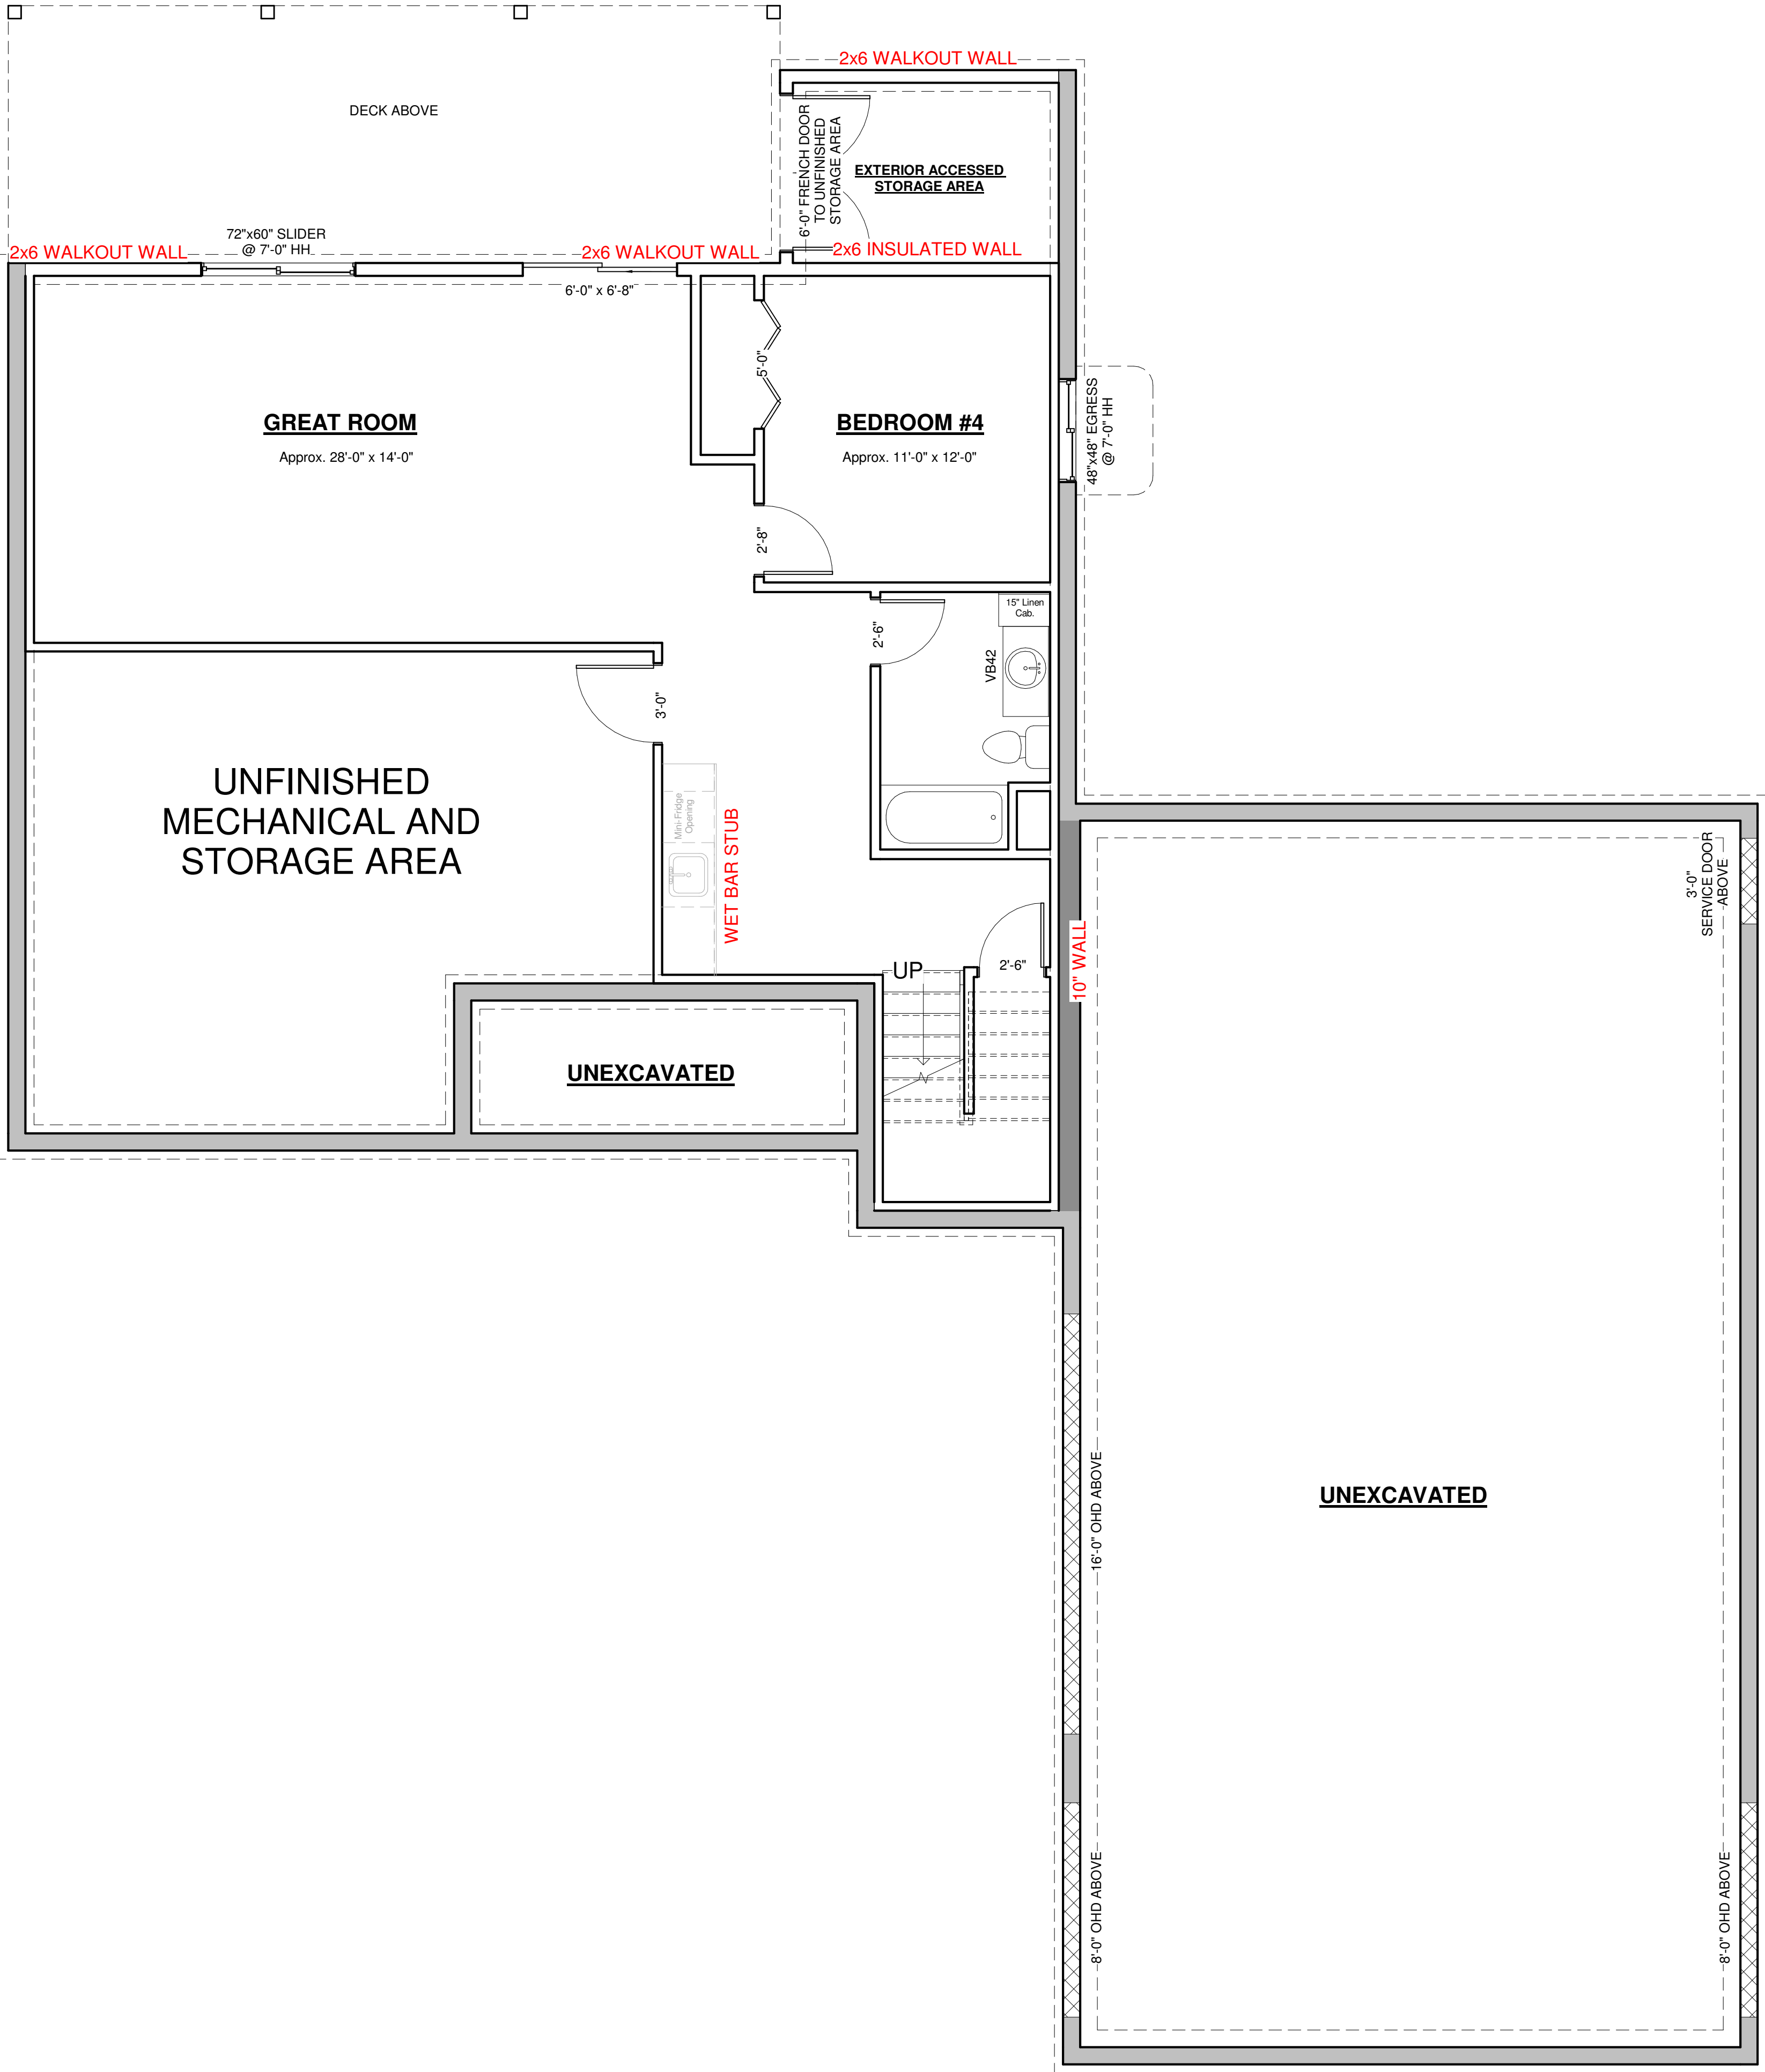 2x6 WALKOUT WALL
DECK ABOVE
6'-0" FRENCH DOOR
TO UNFINISHED
STORAGE AREA
EXTERIOR ACCESSED
STORAGE AREA
2x6 WALKOUT WALL
72"x60" SLIDER
@ 7'-0" HH
2x6 WALKOUT WALL
2x6 INSULATED WALL
6'-0" x 6'-8"
5'-0"
GREAT ROOM
Approx. 28'-0" x 14'-0"
BEDROOM #4
Approx. 11'-0" x 12'-0"
48"x48" EGRESS
@ 7'-0" HH
2'-8"
15" Linen
Cab.
2'-6"
VB42
3'-0"
UNFINISHED
MECHANICAL AND
STORAGE AREA
Mini-Fridge
Opening
WET BAR STUB
3'-0"
SERVICE DOOR
ABOVE
10" WALL
UP
2'-6"
UNEXCAVATED
16'-0" OHD ABOVE
UNEXCAVATED
8'-0" OHD ABOVE
8'-0" OHD ABOVE